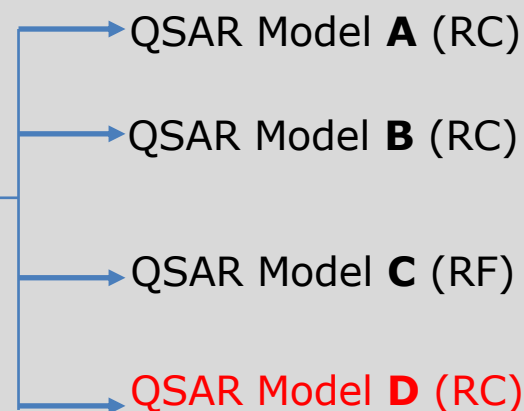 QSAR Model A (RC)
QSAR Model B (RC)
QSAR Model C (RF)
QSAR Model D (RC)